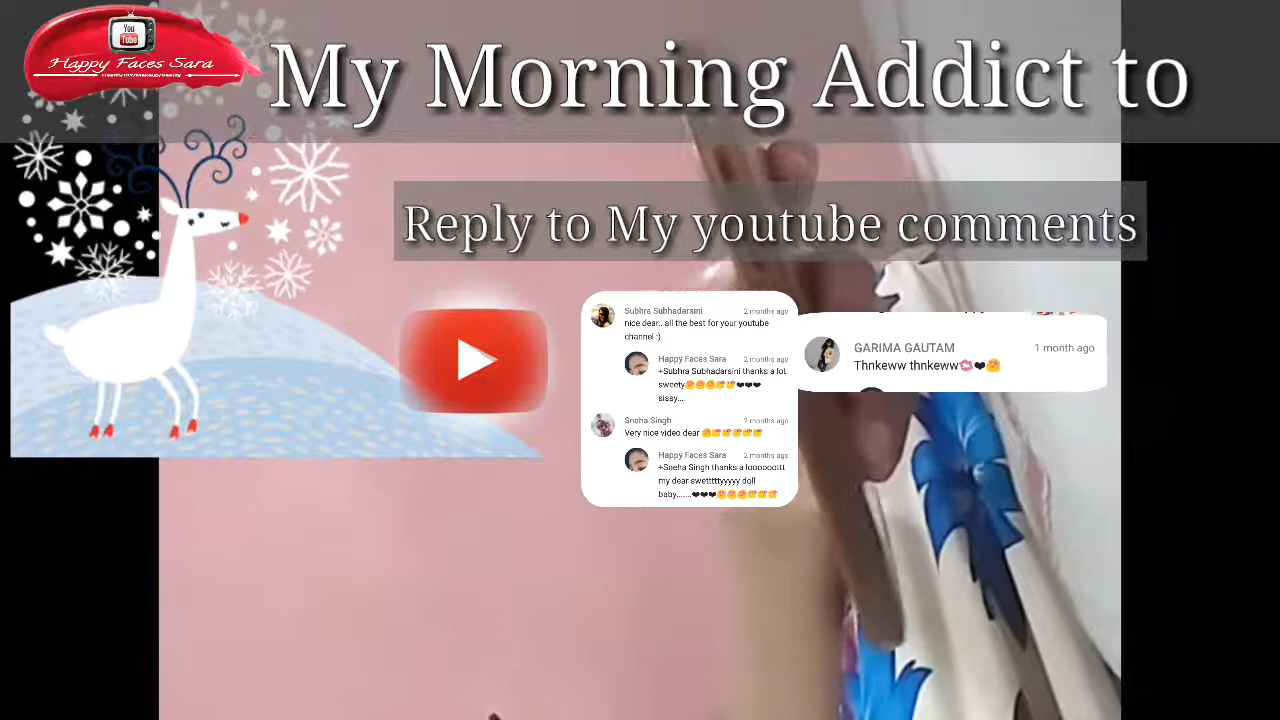 You
Tube
Happy Faces Sara
My Morning Addict to
Reply to My youtube comments
Subhra Subhadarsini 2 months ago
nice dear.. all the best for your youtube
channel :)
Happy Faces Sara 2 months ago
+Subhra Subhadarsini thanks a lot
sweety🥰🥰🥰🥰🥰❤❤❤
sissy....
Sneha Singh 2 months ago
Very nice video dear 🥰🥰🥰🥰🥰🥰
Happy Faces Sara 2 months ago
+Sneha Singh thanks a loooooottt
my dear swetttttyyyyy doll
baby.......❤❤❤🥰🥰🥰🥰🥰🥰
GARIMA GAUTAM 1 month ago
Thnkeww thnkeww💋❤🥰